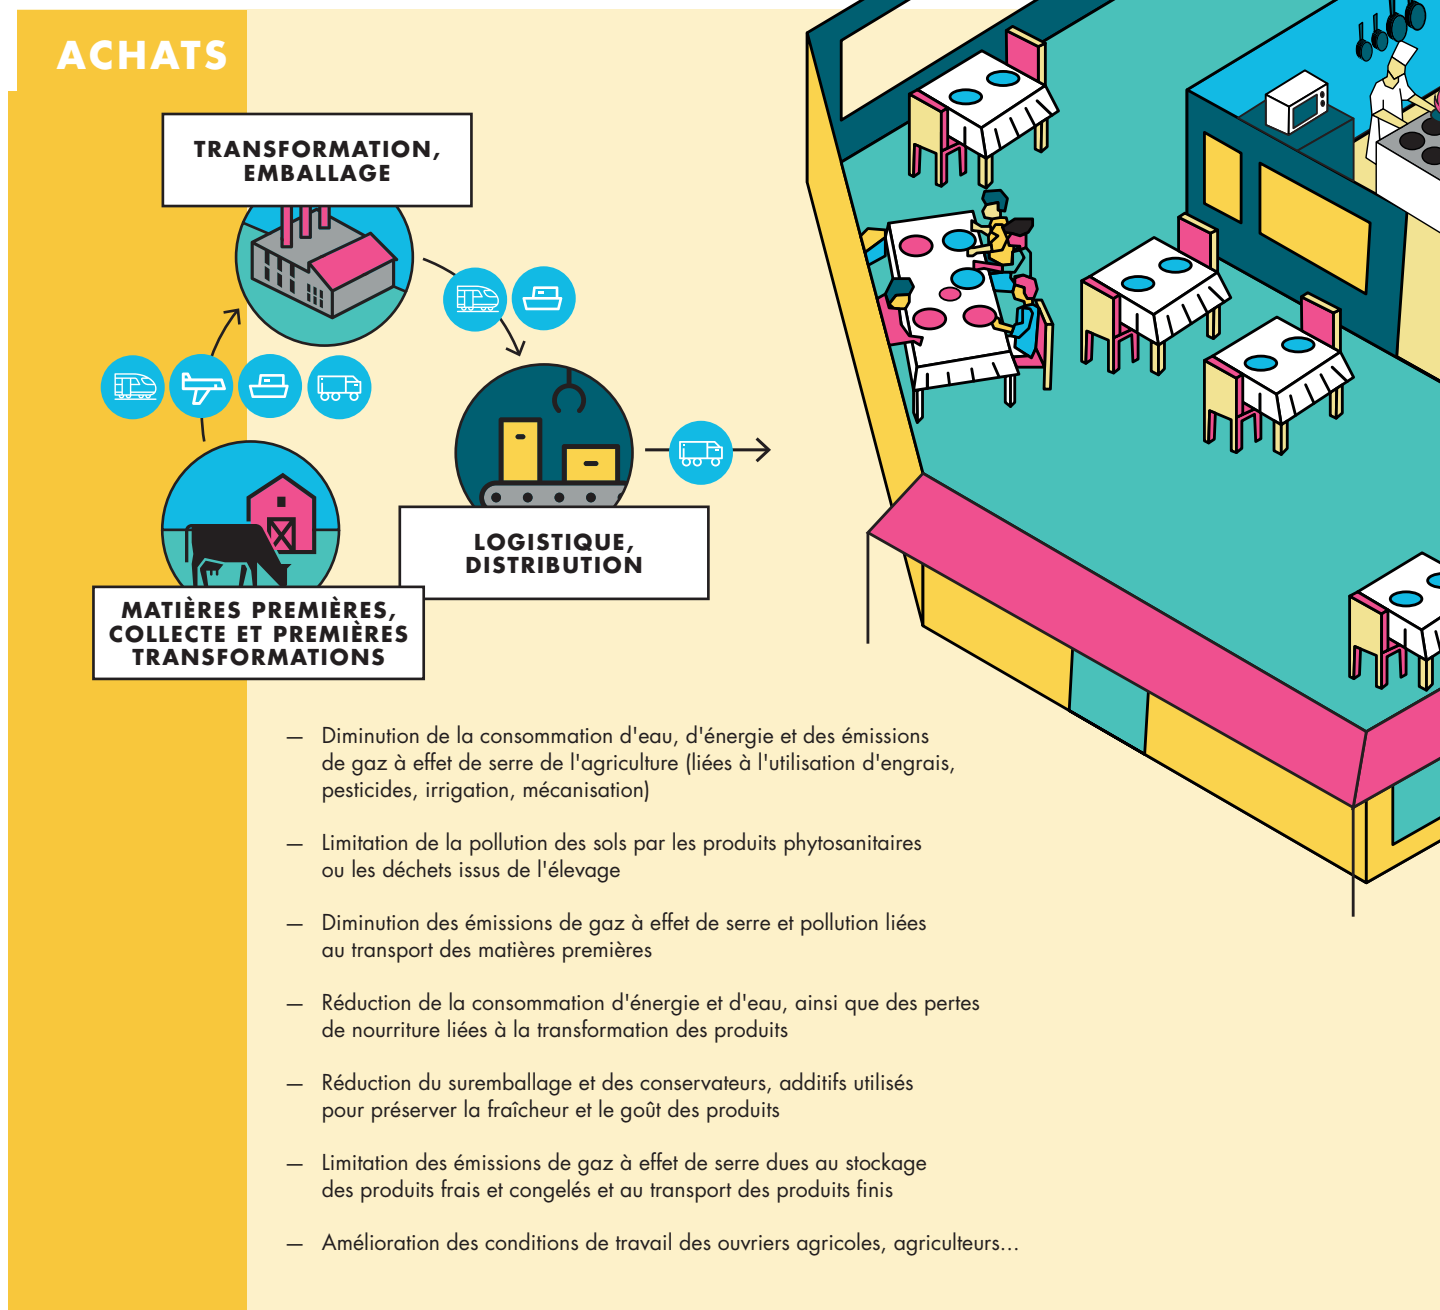 ACHATS
TRANSFORMATION,
EMBALLAGE
LOGISTIQUE,
DISTRIBUTION
MATIÈRES PREMIÈRES,
COLLECTE ET PREMIÈRES
TRANSFORMATIONS
— Diminution de la consommation d'eau, d'énergie et des émissions
de gaz à effet de serre de l'agriculture (liées à l'utilisation d'engrais,
pesticides, irrigation, mécanisation)
— Limitation de la pollution des sols par les produits phytosanitaires
ou les déchets issus de l'élevage
— Diminution des émissions de gaz à effet de serre et pollution liées
au transport des matières premières
— Réduction de la consommation d'énergie et d'eau, ainsi que des pertes
de nourriture liées à la transformation des produits
— Réduction du suremballage et des conservateurs, additifs utilisés
pour préserver la fraîcheur et le goût des produits
— Limitation des émissions de gaz à effet de serre dues au stockage
des produits frais et congelés et au transport des produits finis
— Amélioration des conditions de travail des ouvriers agricoles, agriculteurs...